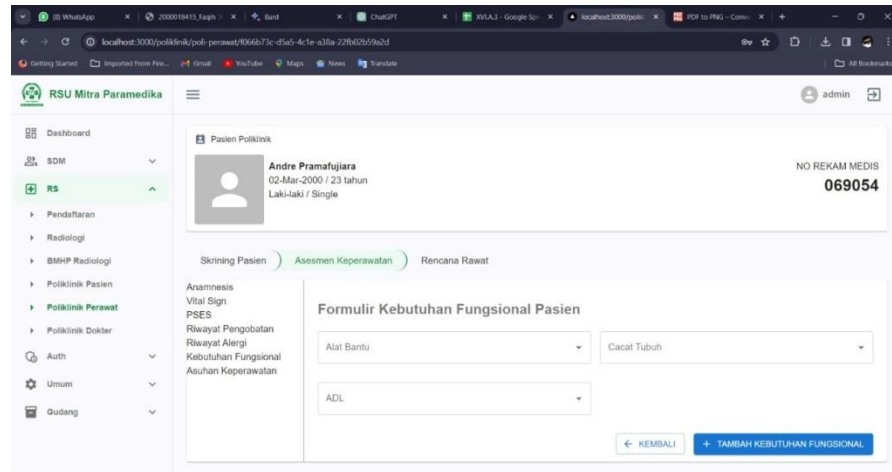 (8) WhatsApp
Bard
ChatGPT
XVI.A.3 - Google Spr
localhost:3000/polik
PDF to PNG – Conve
localhost:3000/poliklinik/poli-perawat/f066b73c-d5a5-4c1e-a38a-22fb02b59a2d
Getting Started
Imported From Fire...
Gmail
YouTube
Maps
News
Translate
All Bookmarks
RSU Mitra Paramedika
admin
Dashboard
SDM
RS
Pendaftaran
Radiologi
BMHP Radiologi
Poliklinik Pasien
Poliklinik Perawat
Poliklinik Dokter
Auth
Umum
Gudang
Pasien Poliklinik
Andre Pramafujiara
02-Mar-2000 / 23 tahun
Laki-laki / Single
NO REKAM MEDIS
069054
Skrining Pasien
Asesmen Keperawatan
Rencana Rawat
Anamnesis
Vital Sign
PSES
Riwayat Pengobatan
Riwayat Alergi
Kebutuhan Fungsional
Asuhan Keperawatan
Formulir Kebutuhan Fungsional Pasien
Alat Bantu
Cacat Tubuh
ADL
KEMBALI
+ TAMBAH KEBUTUHAN FUNGSIONAL